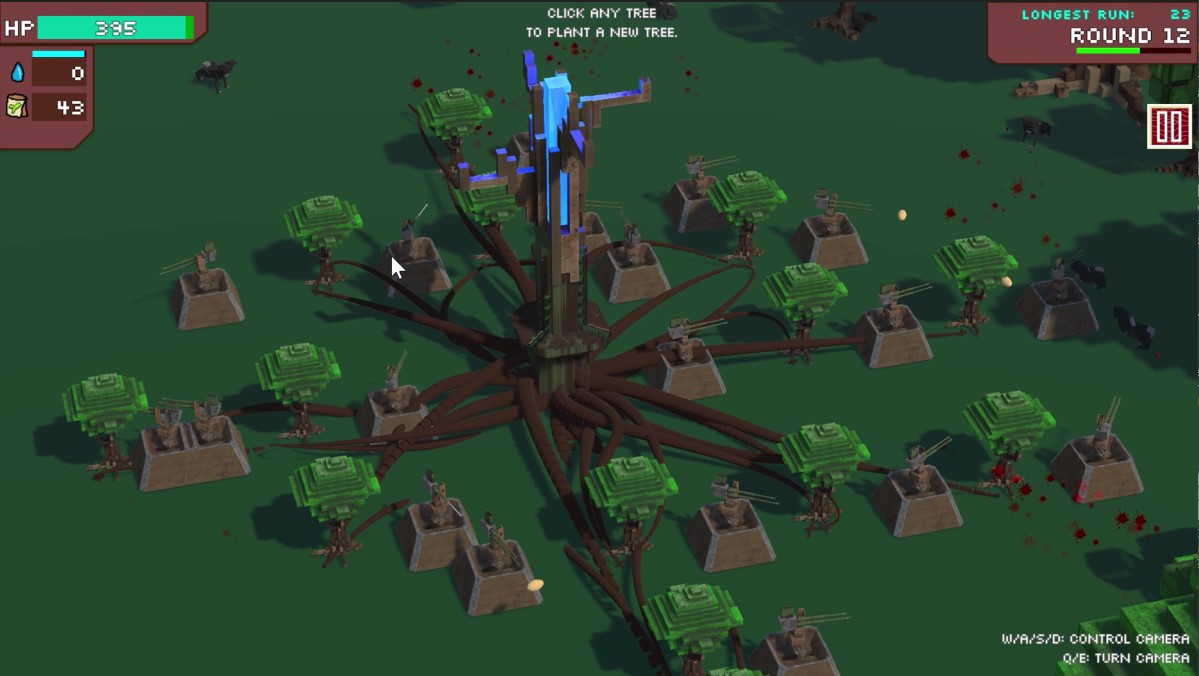 HP 395
0
43
CLICK ANY TREE
TO PLANT A NEW TREE.
LONGEST RUN: 23
ROUND 12
W/A/S/D: CONTROL CAMERA
Q/E: TURN CAMERA